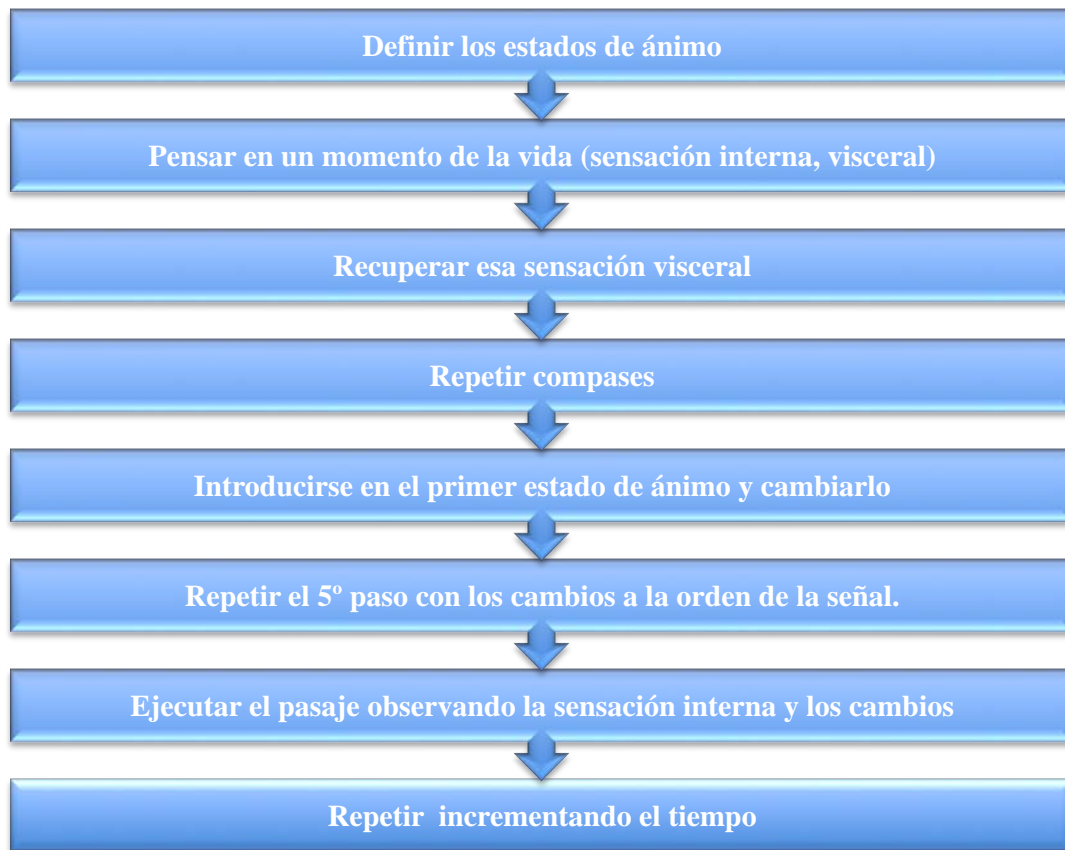 Definir los estados de ánimo
Pensar en un momento de la vida (sensación interna, visceral)
Recuperar esa sensación visceral
Repetir compases
Introducirse en el primer estado de ánimo y cambiarlo
Repetir el 5º paso con los cambios a la orden de la señal.
Ejecutar el pasaje observando la sensación interna y los cambios
Repetir incrementando el tiempo